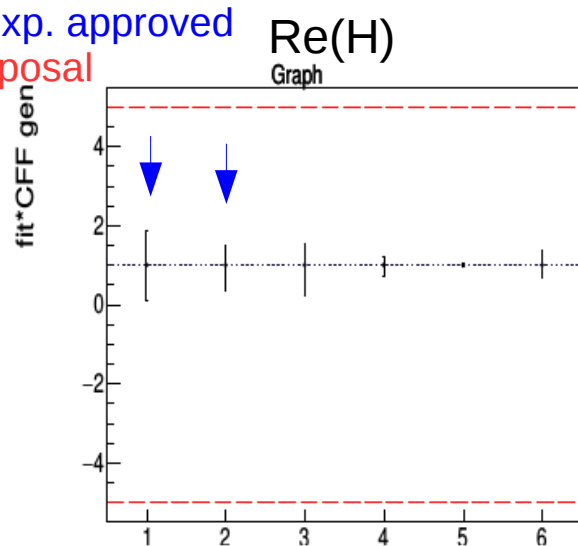 xp. approved
Re(H)
posal
Graph
fit*CFF gen
4
2
0
−2
−4
1 2 3 4 5 6